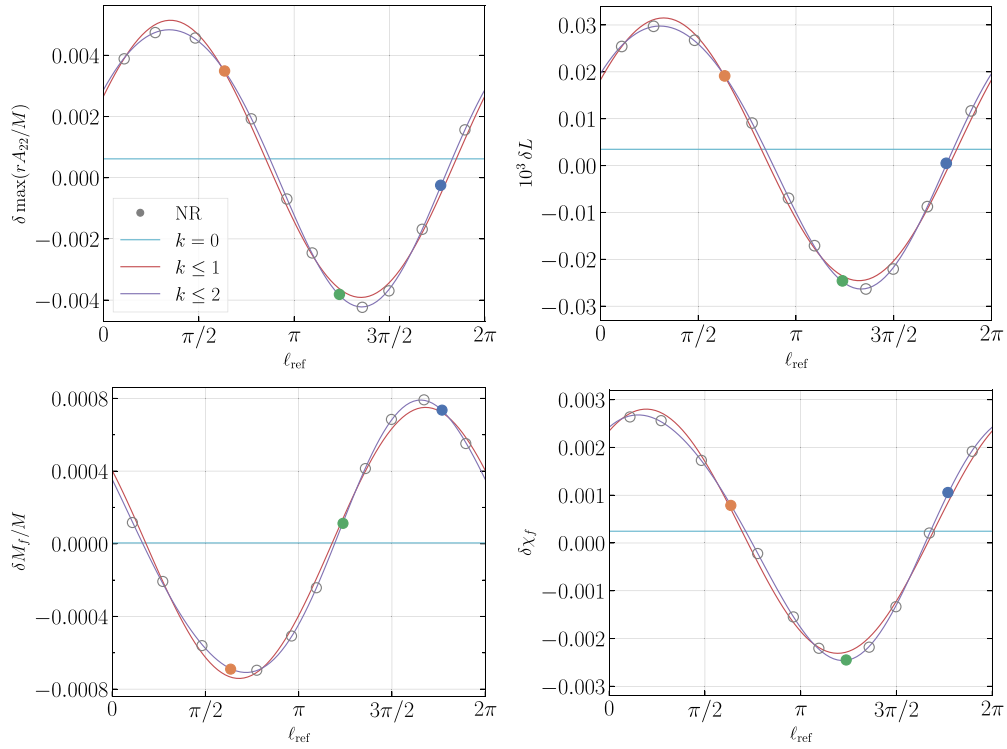 0.004
0.002
0.000
−0.002
−0.004
δ max(rA₂₂/M)
NR
k = 0
k ≤ 1
k ≤ 2
0 π/2 π 3π/2 2π
ℓref
0.03
0.02
0.01
0.00
−0.01
−0.02
−0.03
10³ δL
0 π/2 π 3π/2 2π
ℓref
0.0008
0.0004
0.0000
−0.0004
−0.0008
δMf/M
0 π/2 π 3π/2 2π
ℓref
0.003
0.002
0.001
0.000
−0.001
−0.002
−0.003
δχf
0 π/2 π 3π/2 2π
ℓref